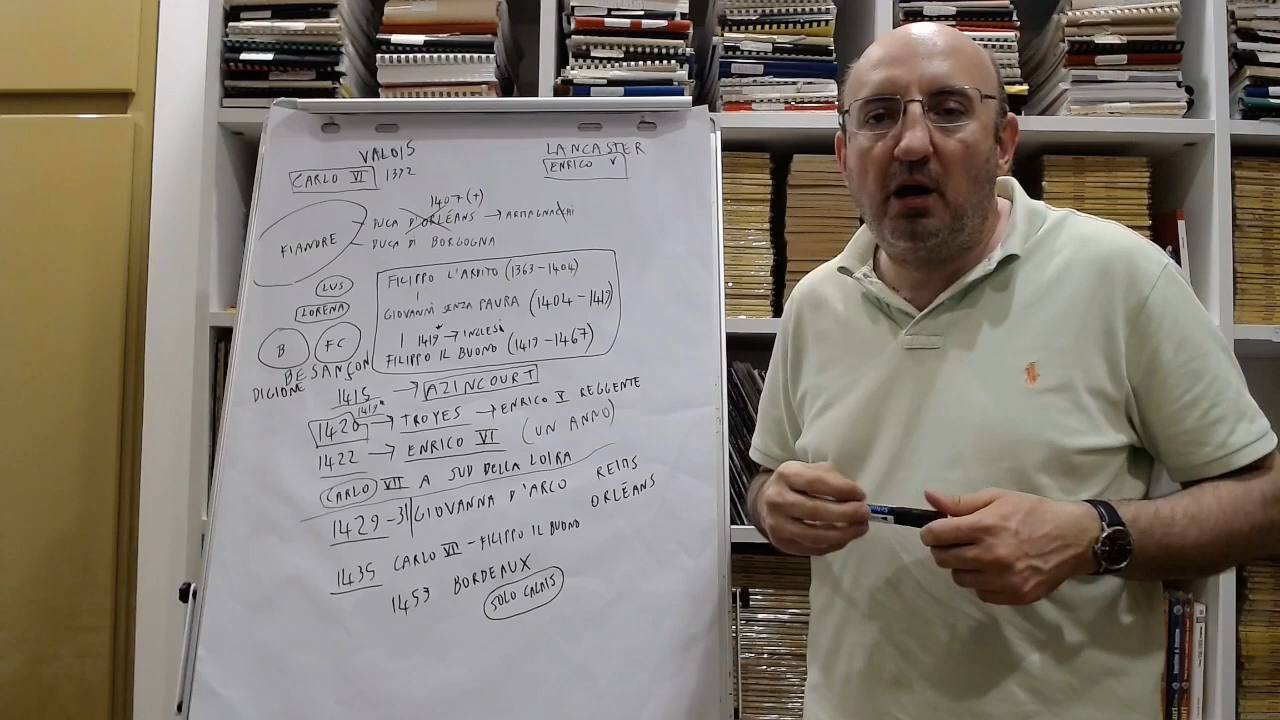 VALOIS
LANCASTER
CARLO VI 1392
ENRICO V
1407 (†)
DUCA D'ORLÉANS → ARMAGNACCHI
FIANDRE
DUCA DI BORGOGNA
FILIPPO L'ARDITO (1363-1404)
GIOVANNI SENZA PAURA (1404-1419)
1419* → INGLESI
FILIPPO IL BUONO (1419-1467)
LUS
LORENA
B
FC
BESANÇON
DIGIONE
1415 → AZINCOURT
1419*
1420 → TROYES → ENRICO V REGGENTE
1422 → ENRICO VI (UN ANNO)
CARLO VII A SUD DELLA LOIRA
1429-31 GIOVANNA D'ARCO REIMS
ORLÉANS
1435 CARLO VII - FILIPPO IL BUONO
1453 BORDEAUX
SOLO CALAIS